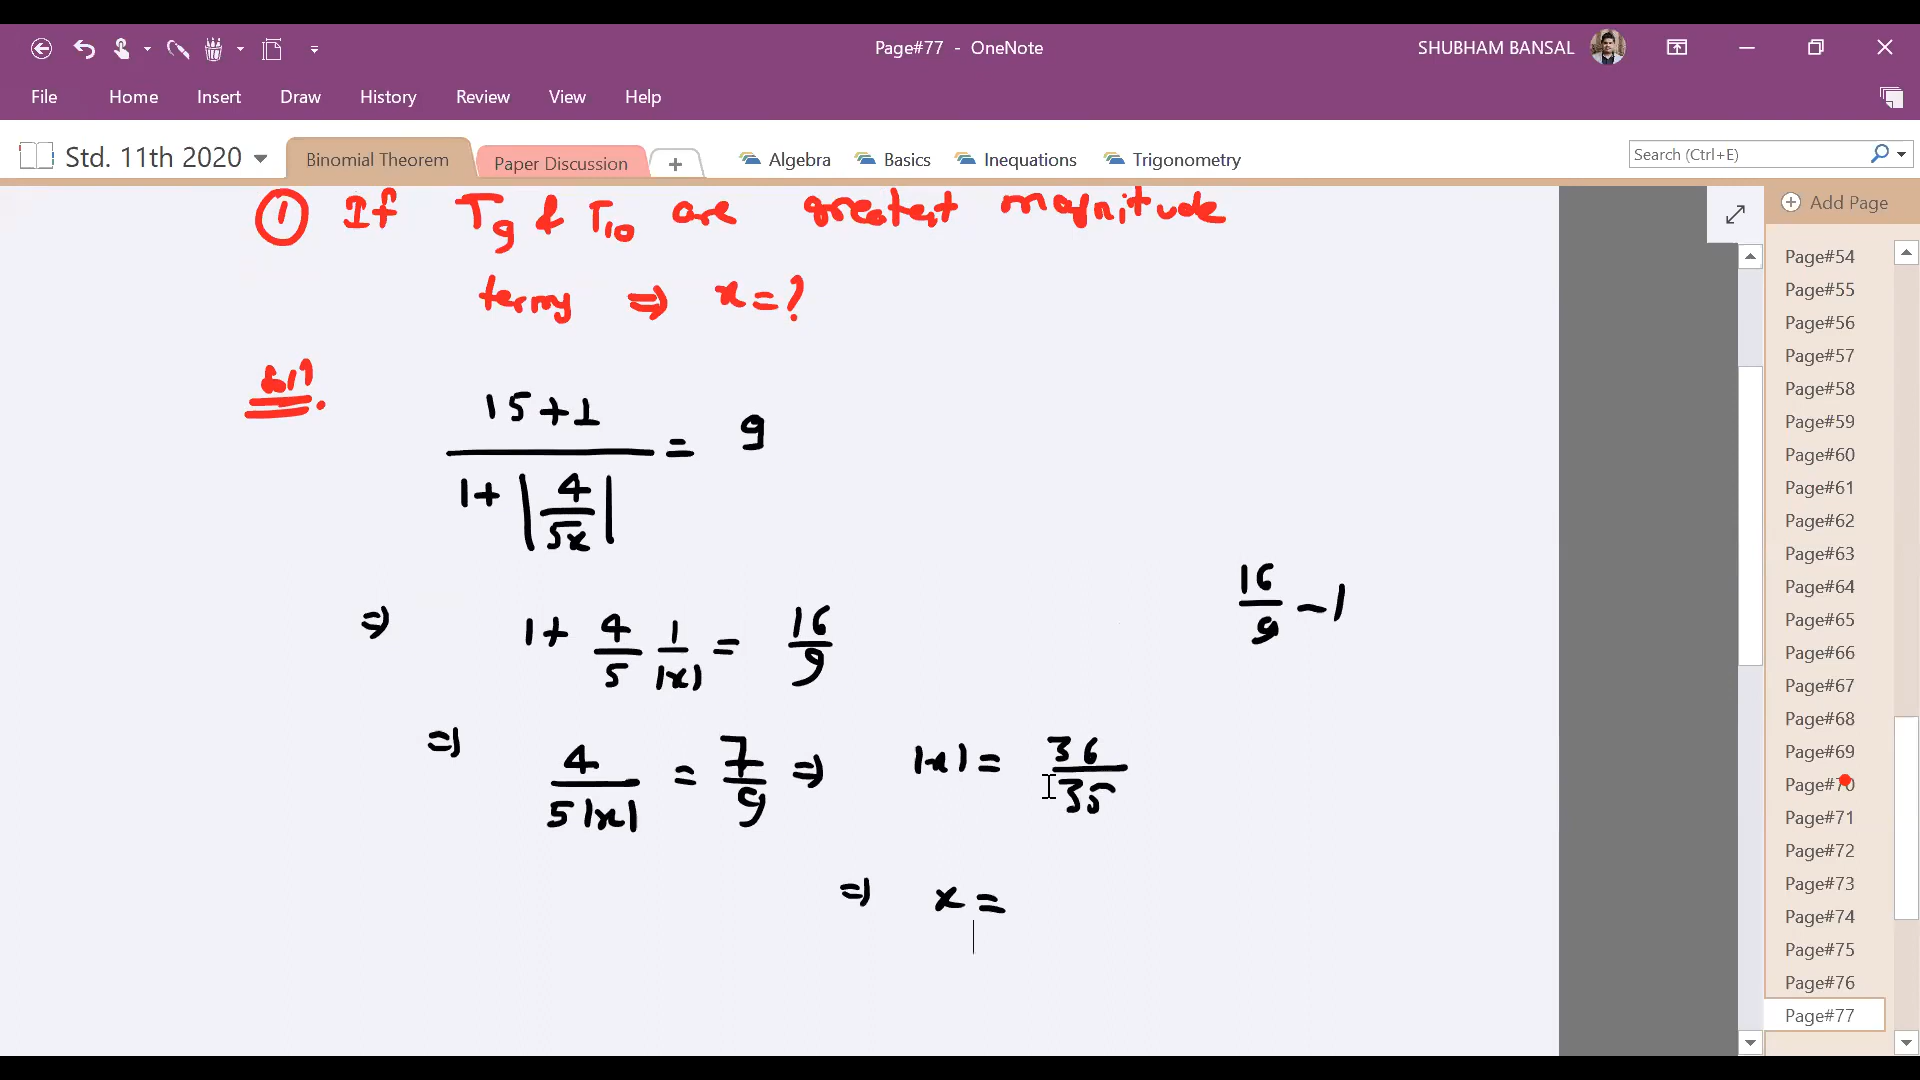 Page#77 - OneNote
SHUBHAM BANSAL
File Home Insert Draw History Review View Help
Std. 11th 2020
Binomial Theorem
Paper Discussion
+
Algebra Basics Inequations Trigonometry
Search (Ctrl+E)
① If T9 & T10 are greatest magnitude
terms ⇒ x = ?
Sol.
(15+1)/(1+|4/5x|) = 9
⇒ 1+ 4/5 1/|x| = 16/9
16/9 - 1
⇒ 4/5|x| = 7/9 ⇒ |x| = 36/35
⇒ x =
Add Page
Page#54
Page#55
Page#56
Page#57
Page#58
Page#59
Page#60
Page#61
Page#62
Page#63
Page#64
Page#65
Page#66
Page#67
Page#68
Page#69
Page#70
Page#71
Page#72
Page#73
Page#74
Page#75
Page#76
Page#77